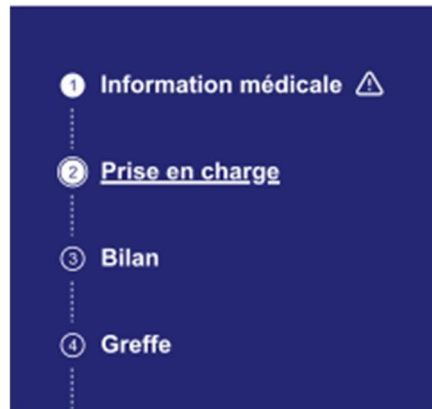 1 Information médicale
2 Prise en charge
3 Bilan
4 Greffe